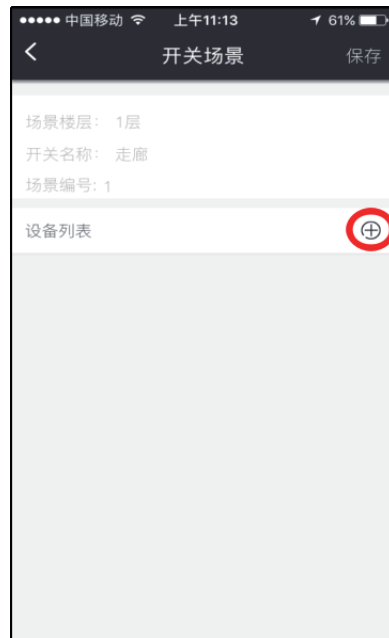 中国移动 上午11:13 61%
开关场景 保存
场景楼层： 1层
开关名称： 走廊
场景编号: 1
设备列表